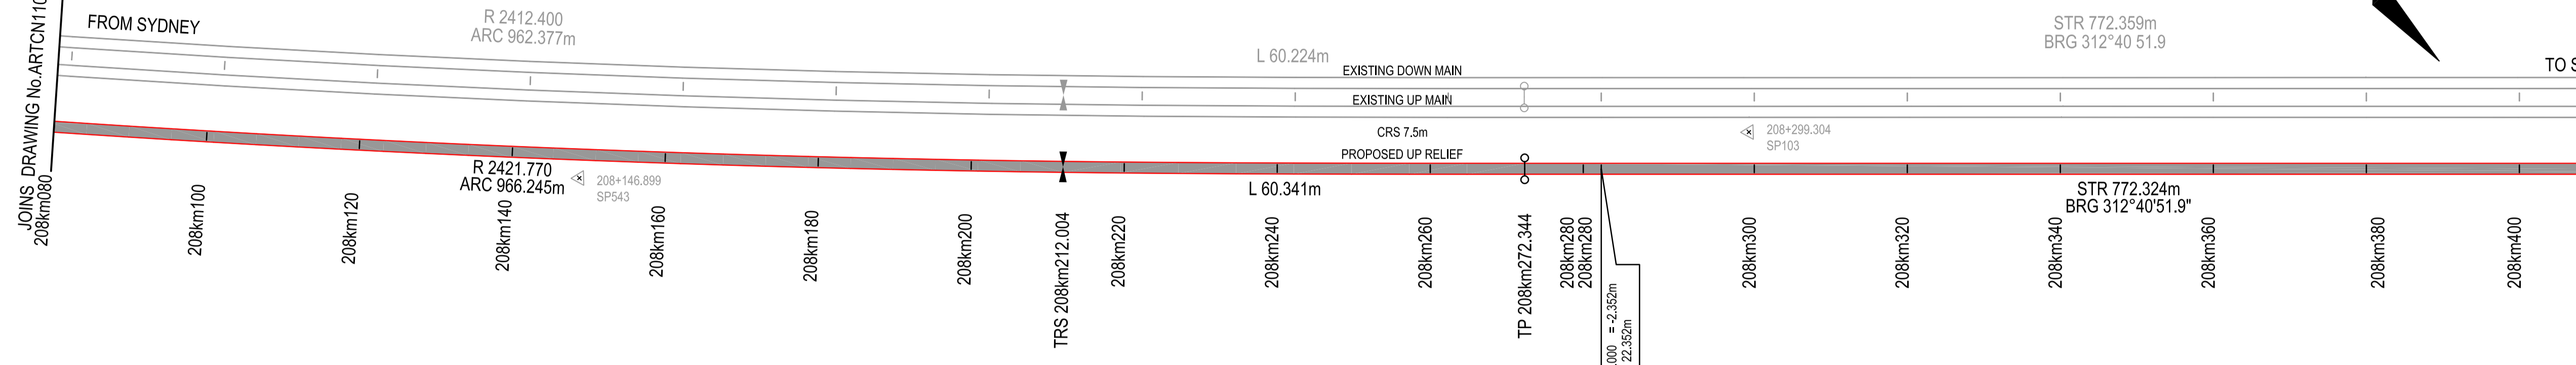 JOINS DRAWING No.ARTCN110
FROM SYDNEY
R 2412.400
ARC 962.377m
L 60.224m
EXISTING DOWN MAIN
STR 772.359m
BRG 312°40 51.9
TO S
EXISTING UP MAIN
CRS 7.5m
208+299.304
SP103
PROPOSED UP RELIEF
R 2421.770
ARC 966.245m
208+146.899
SP543
L 60.341m
STR 772.324m
BRG 312°40'51.9"
208km080
208km100
208km120
208km140
208km160
208km180
208km200
TRS 208km212.004
208km220
208km240
208km260
TP 208km272.344
208km280
208km280
208km300
208km320
208km340
208km360
208km380
208km400
.000 = -2.352m
22.352m